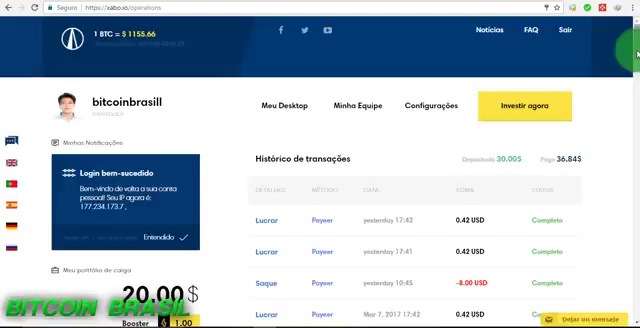 Seguro
https://xabo.io/operations
1 BTC = $ 1155.66
Notícias
FAQ
Sair
bitcoinbrasill
Meu Desktop
Minha Equipe
Configurações
Investir agora
Minhas Notificações
Login bem-sucedido
Bem-vindo de volta a sua conta
pessoal! Seu IP agora é:
177.234.173.7 ,
Entendido
Meu portfólio de carga
20.00$
Booster
1.00
BITCOIN BRASIL
Histórico de transações
Depositado 30.00$
Pago 36.84$
DETALHES
MÉTODO
DATA
SOMA
STATUS
Lucrar Payeer yesterday 17:42 0.42 USD Completo
Lucrar Payeer yesterday 17:41 0.42 USD Completo
Saque Payeer yesterday 10:45 -8.00 USD Completo
Lucrar Payeer Mar 7, 2017 17:42 0.42 USD Completo
Dejar un mensaje